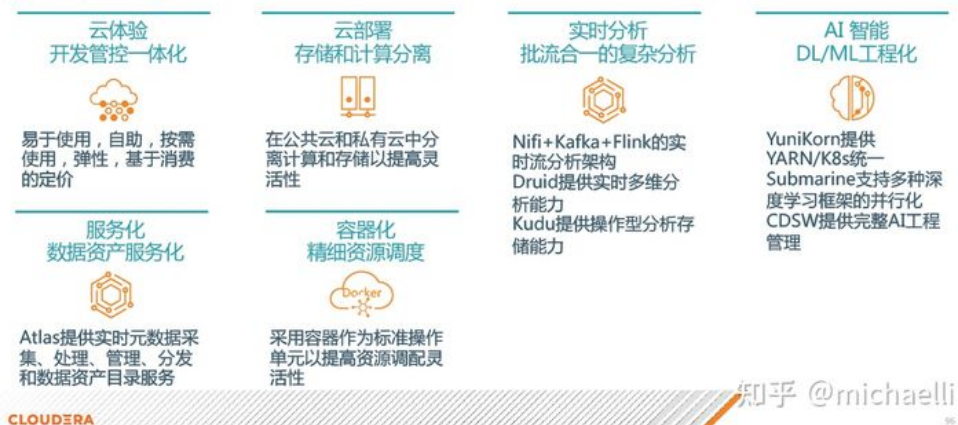 云体验
开发管控一体化
易于使用，自助，按需
使用，弹性，基于消费
的定价
云部署
存储和计算分离
在公共云和私有云中分
离计算和存储以提高灵
活性
实时分析
批流合一的复杂分析
Nifi+Kafka+Flink的实
时流分析架构
Druid提供实时多维分
析能力
Kudu提供操作型分析存
储能力
AI 智能
DL/ML工程化
YuniKorn提供
YARN/K8s统一
Submarine支持多种深
度学习框架的并行化
CDSW提供完整AI工程
管理
服务化
数据资产服务化
Atlas提供实时元数据采
集、处理、管理、分发
和数据资产目录服务
容器化
精细资源调度
Docker
采用容器作为标准操作
单元以提高资源调配灵
活性
知乎 @michaelli
CLOUDERA
96